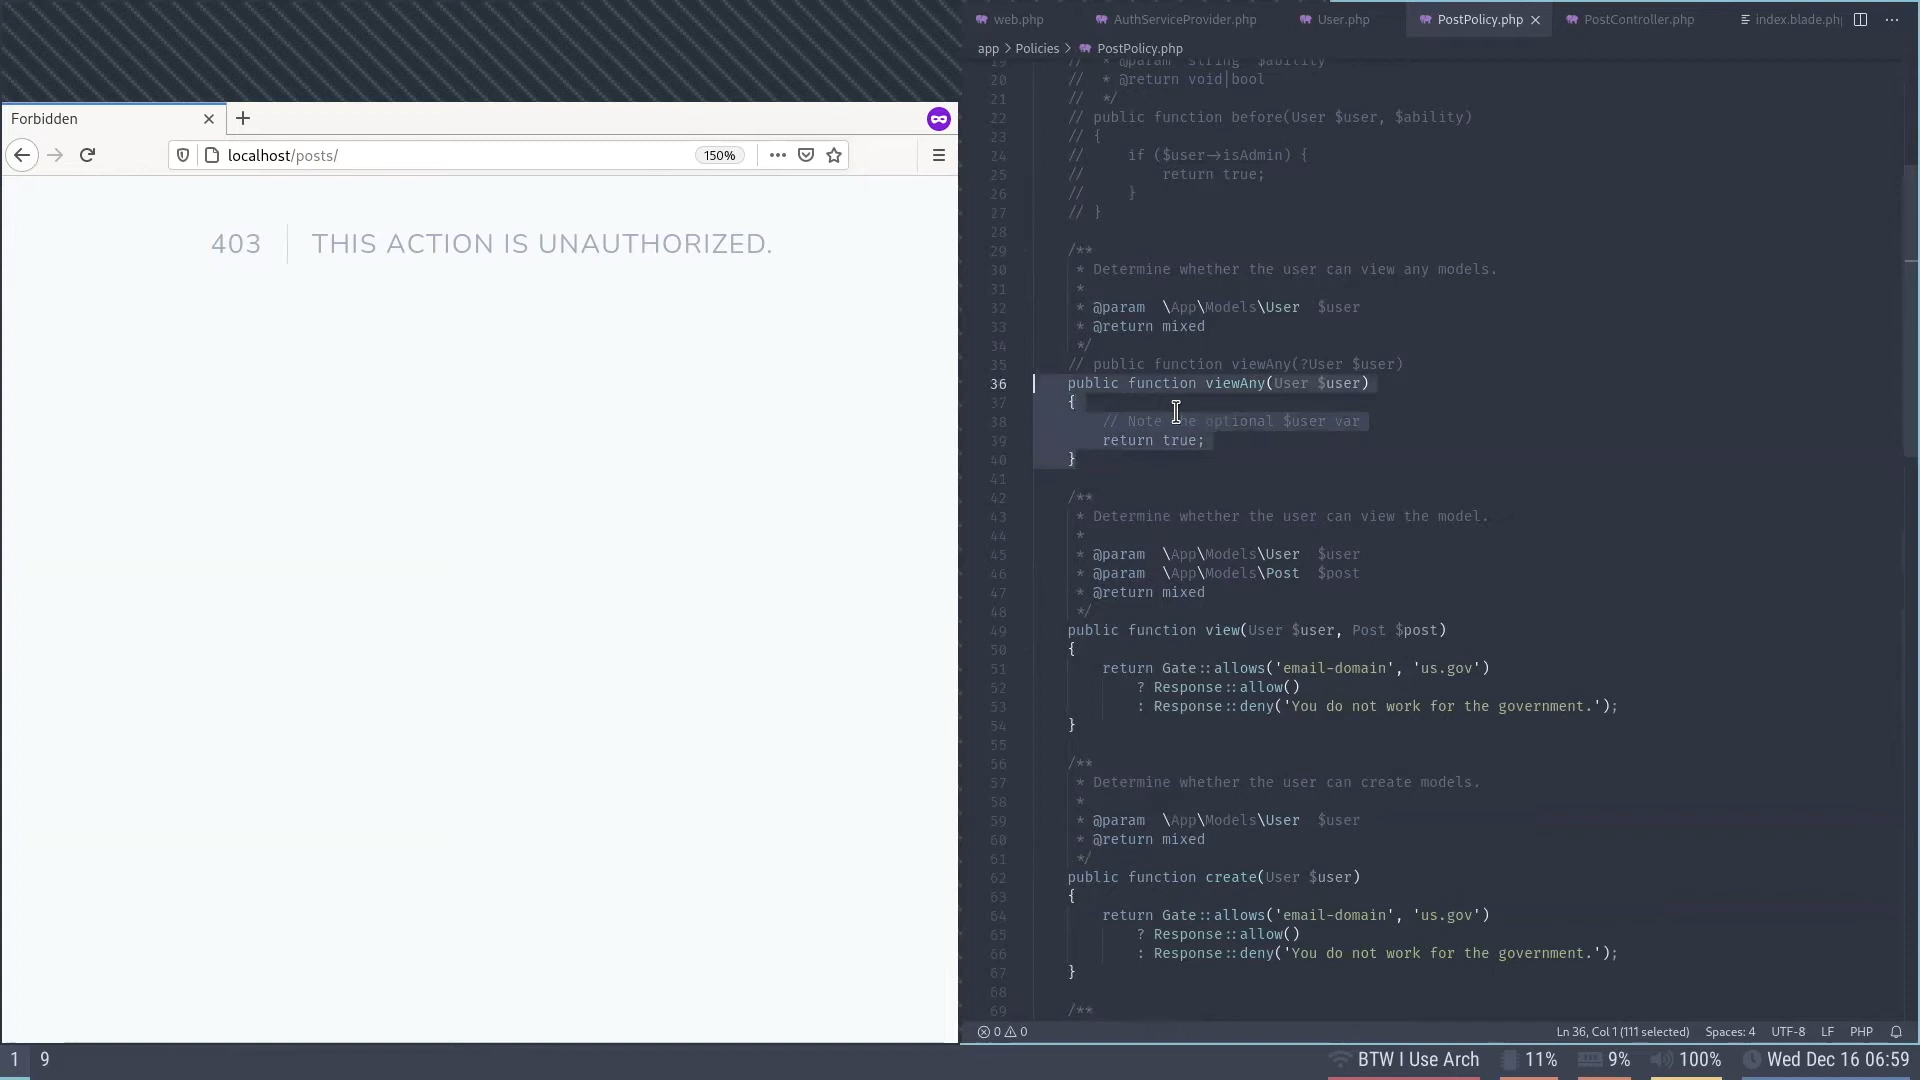 web.php AuthServiceProvider.php User.php PostPolicy.php PostController.php index.blade.ph
app > Policies > PostPolicy.php
Forbidden
localhost/posts/ 150%
403 THIS ACTION IS UNAUTHORIZED.
19 // * @param string $ability
20 // * @return void|bool
21 // */
22 // public function before(User $user, $ability)
23 // {
24 // if ($user->isAdmin) {
25 // return true;
26 // }
27 // }
28
29 /**
30 * Determine whether the user can view any models.
31 *
32 * @param \App\Models\User $user
33 * @return mixed
34 */
35 // public function viewAny(?User $user)
36 public function viewAny(User $user)
37 {
38 // Note the optional $user var
39 return true;
40 }
41
42 /**
43 * Determine whether the user can view the model.
44 *
45 * @param \App\Models\User $user
46 * @param \App\Models\Post $post
47 * @return mixed
48 */
49 public function view(User $user, Post $post)
50 {
51 return Gate::allows('email-domain', 'us.gov')
52 ? Response::allow()
53 : Response::deny('You do not work for the government.');
54 }
55
56 /**
57 * Determine whether the user can create models.
58 *
59 * @param \App\Models\User $user
60 * @return mixed
61 */
62 public function create(User $user)
63 {
64 return Gate::allows('email-domain', 'us.gov')
65 ? Response::allow()
66 : Response::deny('You do not work for the government.');
67 }
68
69 /**
0 0 Ln 36, Col 1 (111 selected) Spaces: 4 UTF-8 LF PHP
1 9 BTW I Use Arch 11% 9% 100% Wed Dec 16 06:59